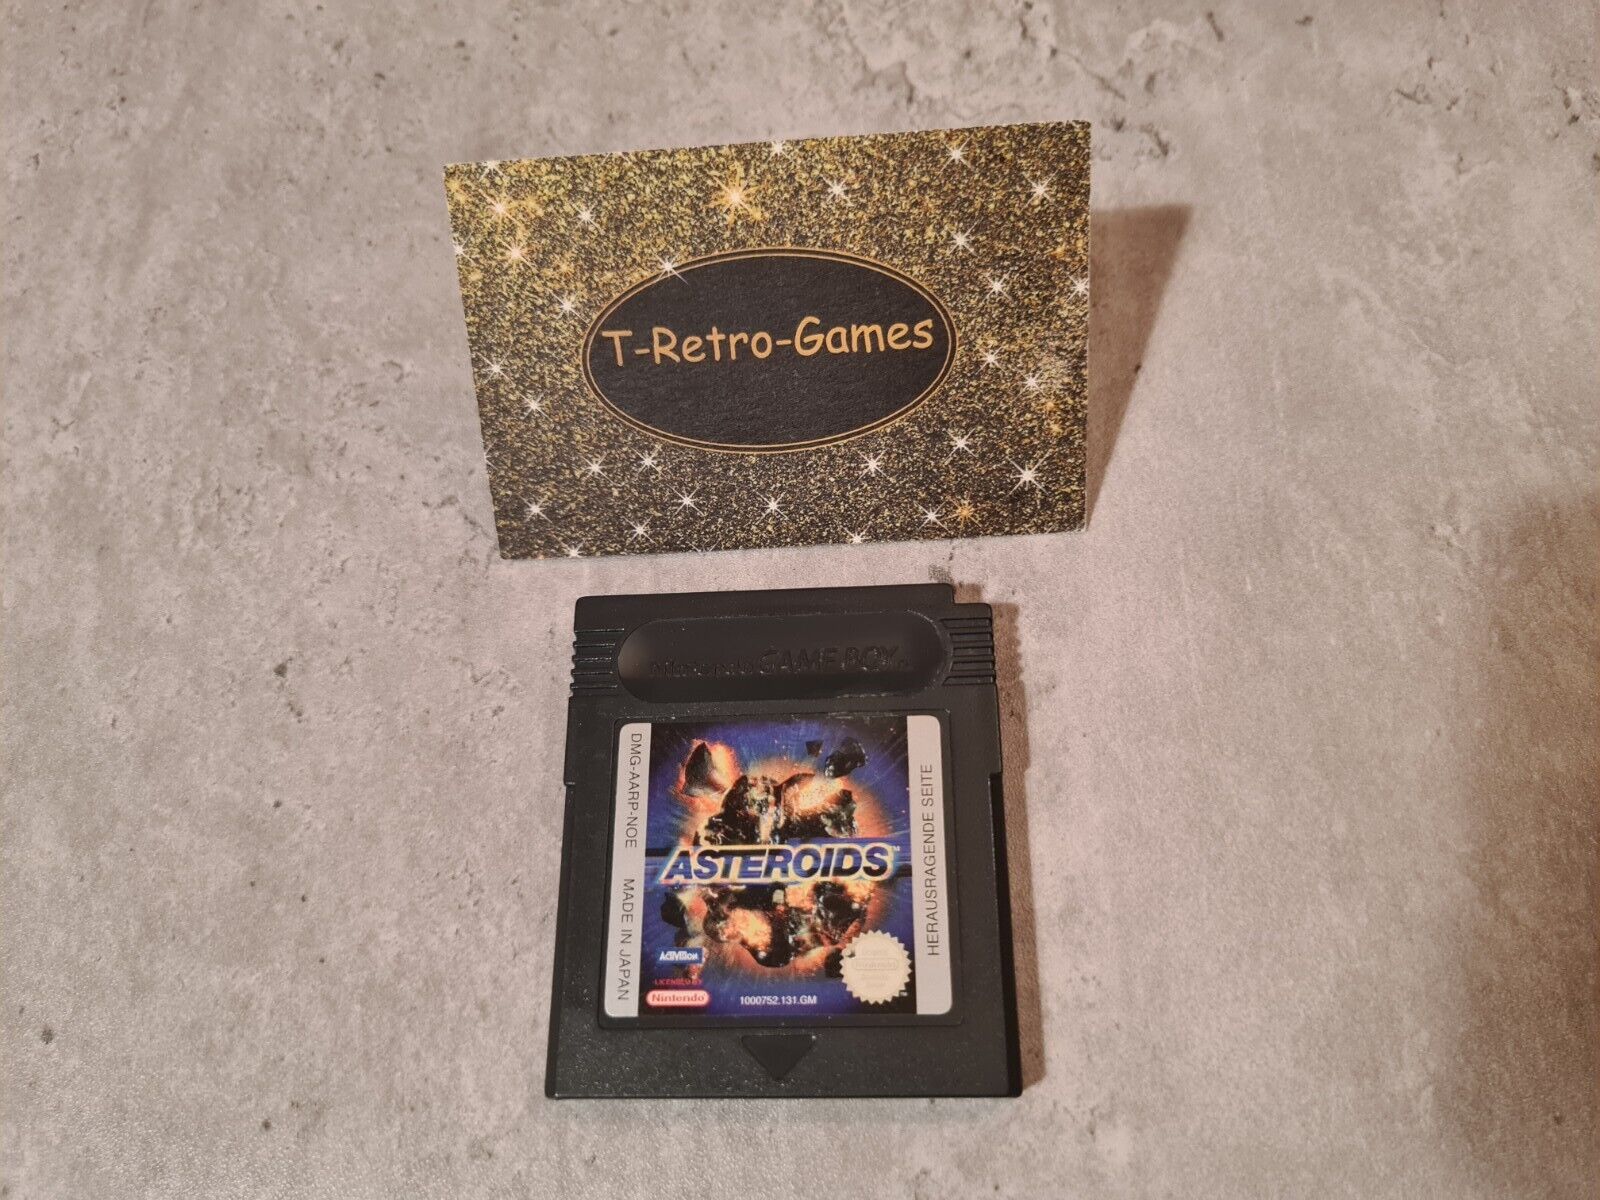 T-Retro-Games
Nintendo GAME BOY
DMG-AARP-NOE MADE IN JAPAN
ASTEROIDS™
HERAUSRAGENDE SEITE
ACTIVISION
LICENSED BY
Nintendo
1000752.131.GM